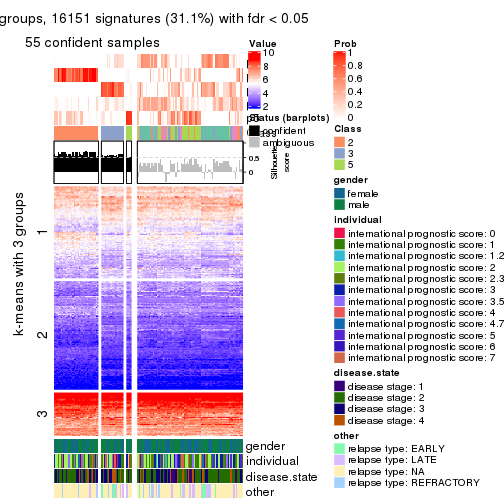 groups, 16151 signatures (31.1%) with fdr < 0.05
55 confident samples
k-means with 3 groups
1
2
3
gender
individual
disease.state
other
Value
10
8
6
4
2
Status (barplots)
confident
ambiguous
0.5
0
Silhouette
score
Prob
1
0.8
0.6
0.4
0.2
0
Class
2
3
5
gender
female
male
individual
international prognostic score: 0
international prognostic score: 1
international prognostic score: 1.2
international prognostic score: 2
international prognostic score: 2.3
international prognostic score: 3
international prognostic score: 3.5
international prognostic score: 4
international prognostic score: 4.7
international prognostic score: 5
international prognostic score: 6
international prognostic score: 7
disease.state
disease stage: 1
disease stage: 2
disease stage: 3
disease stage: 4
other
relapse type: EARLY
relapse type: LATE
relapse type: NA
relapse type: REFRACTORY